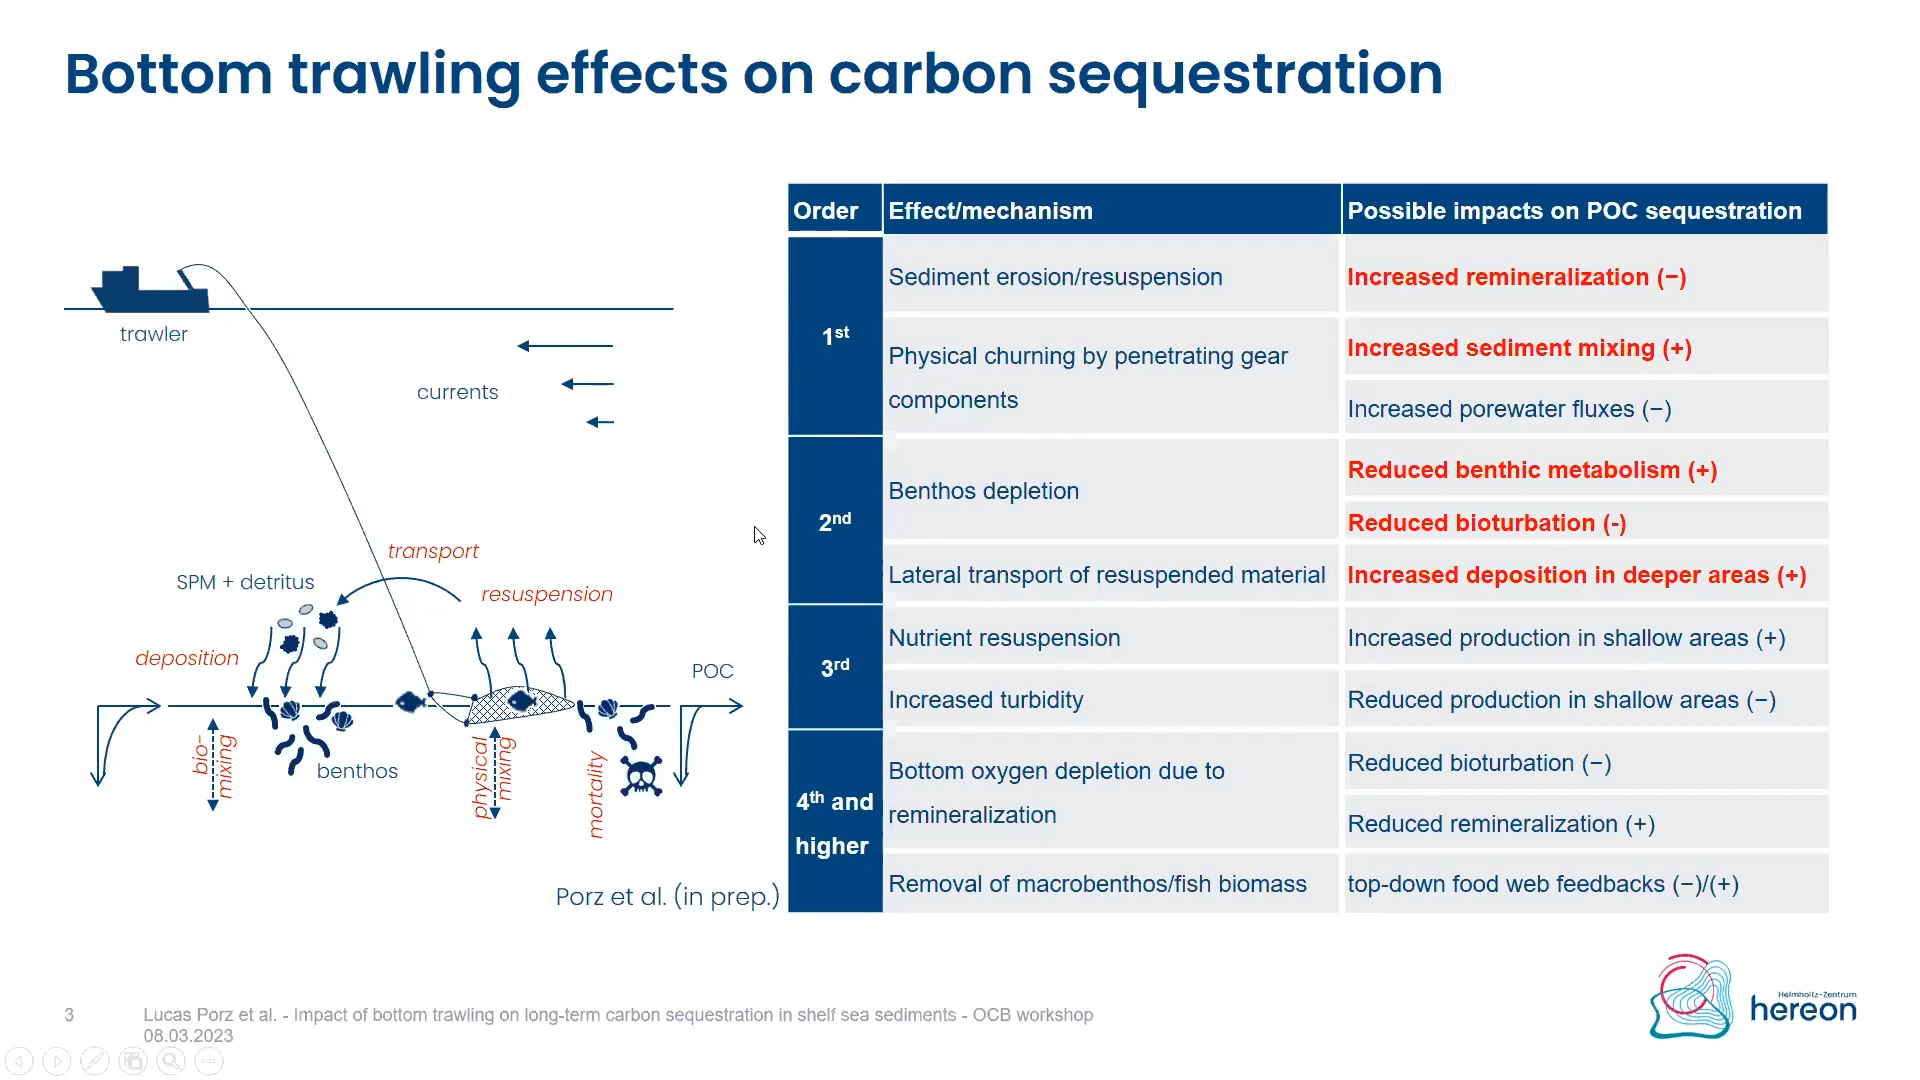 Bottom trawling effects on carbon sequestration
trawler
currents
transport
SPM + detritus
resuspension
deposition
POC
bio-
mixing
benthos
physical
mixing
mortality
Porz et al. (in prep.)
Order
Effect/mechanism
Possible impacts on POC sequestration
1st
Sediment erosion/resuspension
Increased remineralization (−)
Physical churning by penetrating gear
components
Increased sediment mixing (+)
Increased porewater fluxes (−)
2nd
Benthos depletion
Reduced benthic metabolism (+)
Reduced bioturbation (-)
Lateral transport of resuspended material
Increased deposition in deeper areas (+)
3rd
Nutrient resuspension
Increased production in shallow areas (+)
Increased turbidity
Reduced production in shallow areas (−)
4th and
higher
Bottom oxygen depletion due to
remineralization
Reduced bioturbation (−)
Reduced remineralization (+)
Removal of macrobenthos/fish biomass
top-down food web feedbacks (−)/(+)
3
Lucas Porz et al. - Impact of bottom trawling on long-term carbon sequestration in shelf sea sediments - OCB workshop
08.03.2023
Helmholtz-Zentrum
hereon